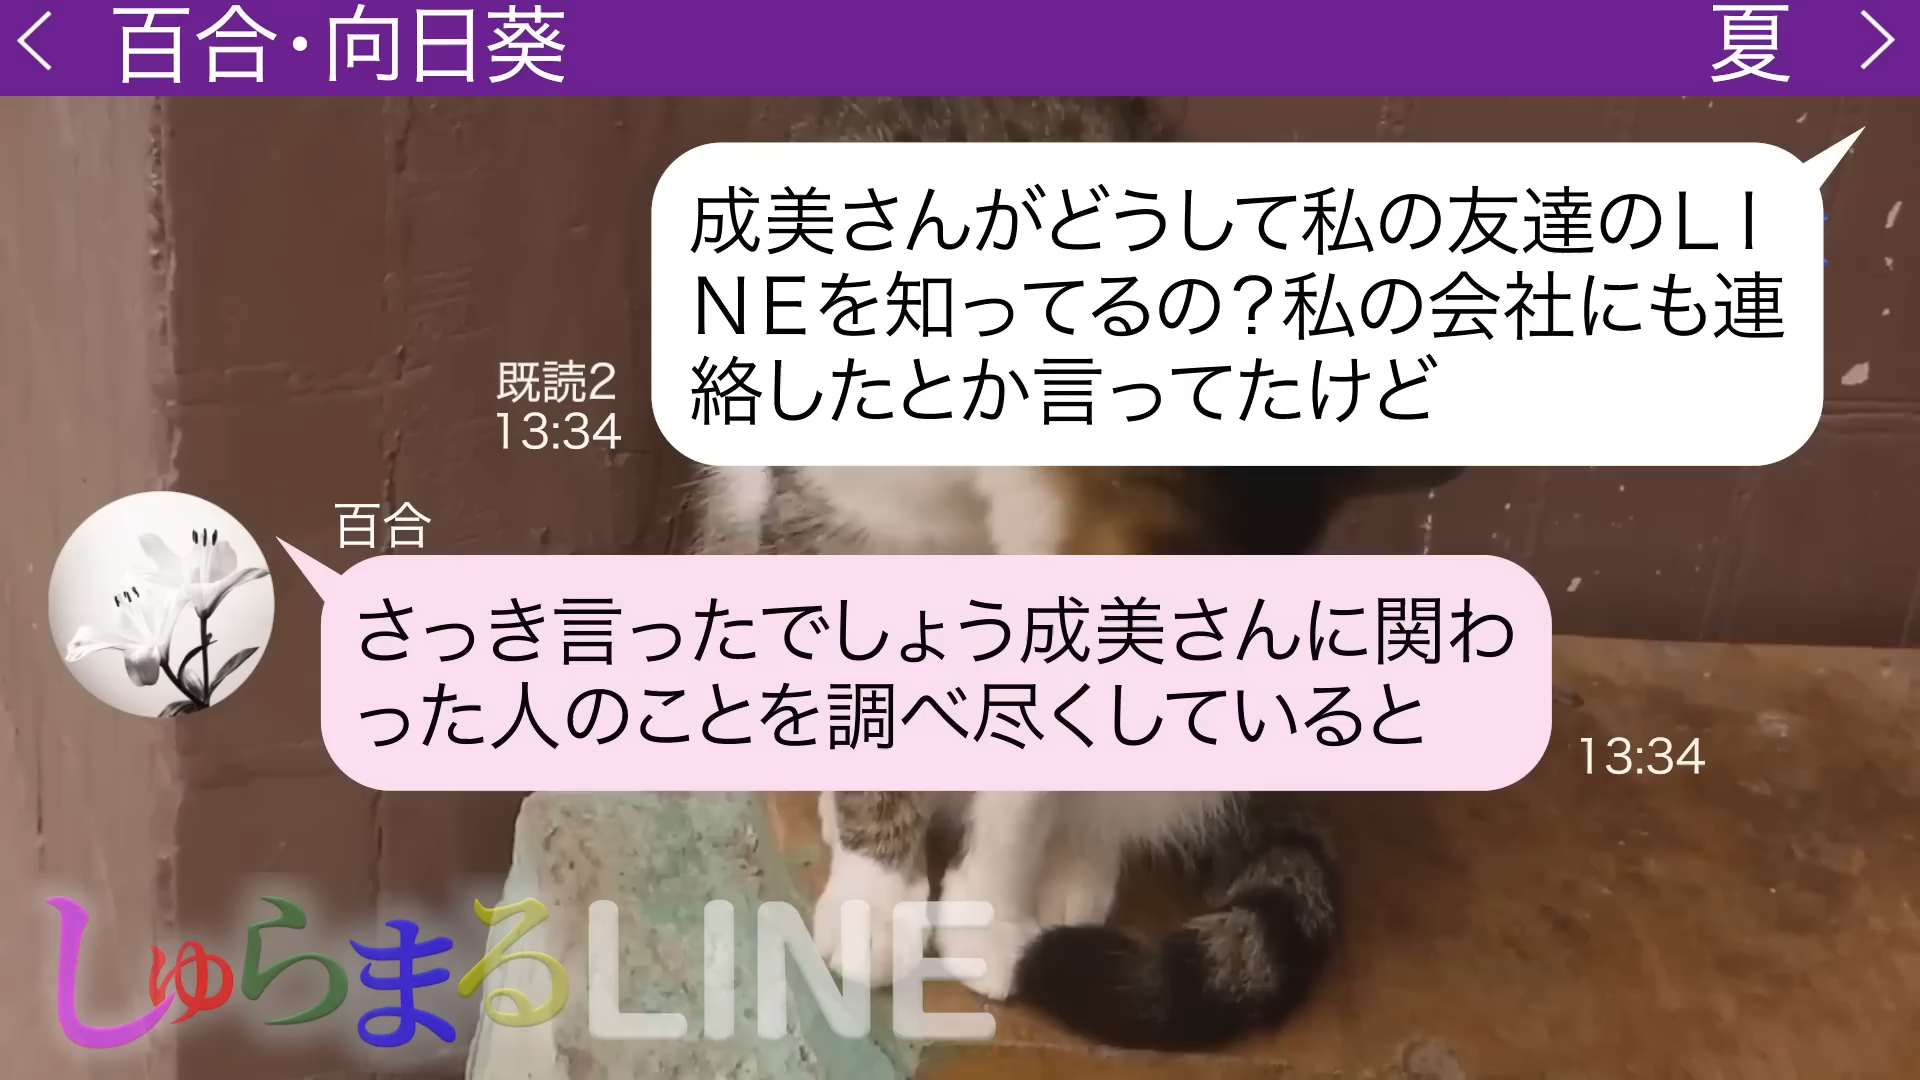 百合・向日葵
夏
成美さんがどうして私の友達のLI
NEを知ってるの?私の会社にも連
絡したとか言ってたけど
既読2
13:34
百合
さっき言ったでしょう成美さんに関わ
った人のことを調べ尽くしていると
13:34
しゅらまるLINE